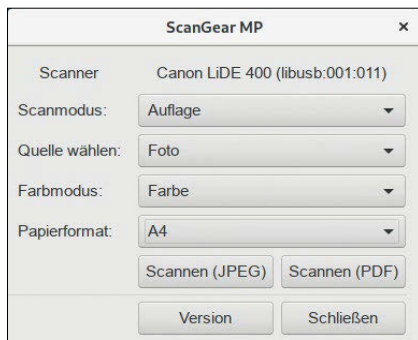 ScanGear MP ×
Scanner Canon LiDE 400 (libusb:001:011)
Scanmodus: Auflage
Quelle wählen: Foto
Farbmodus: Farbe
Papierformat: A4
Scannen (JPEG) Scannen (PDF)
Version Schließen